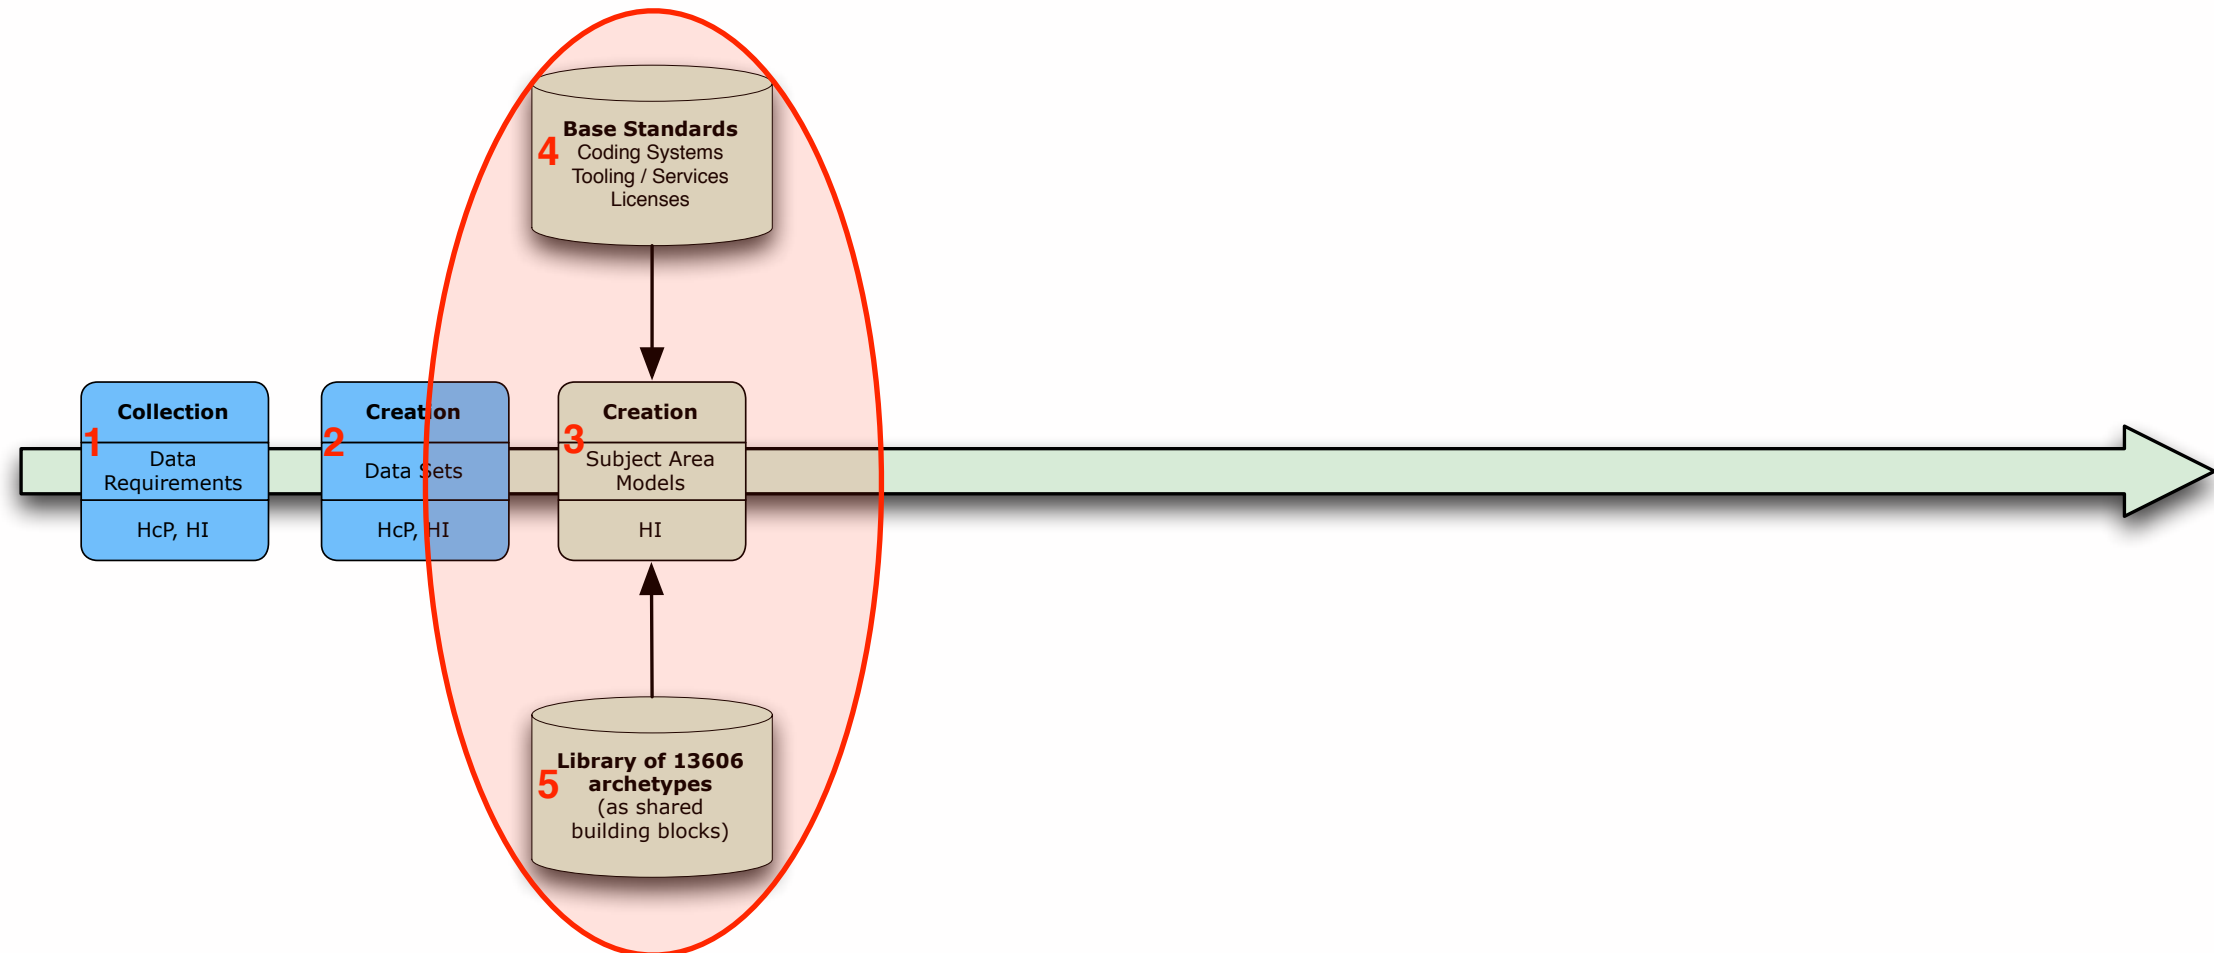 4
Base Standards
Coding Systems
Tooling / Services
Licenses
1
Collection
Data
Requirements
HcP, HI
2
Creation
Data Sets
HcP, HI
3
Creation
Subject Area
Models
HI
5
Library of 13606
archetypes
(as shared
building blocks)